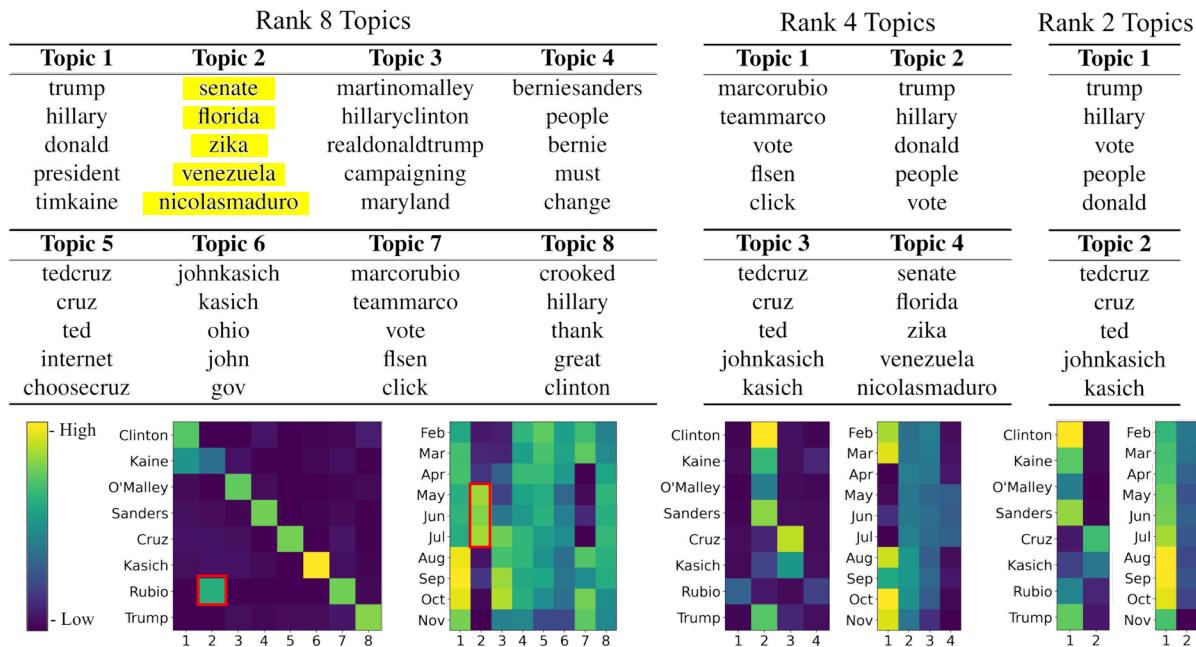 Rank 8 Topics
Topic 1 Topic 2 Topic 3 Topic 4
trump senate martinomalley berniesanders
hillary florida hillaryclinton people
donald zika realdonaldtrump bernie
president venezuela campaigning must
timkaine nicolasmaduro maryland change
Topic 5 Topic 6 Topic 7 Topic 8
tedcruz johnkasich marcorubio crooked
cruz kasich teammarco hillary
ted ohio vote thank
internet john flsen great
choosecruz gov click clinton
Rank 4 Topics
Topic 1 Topic 2
marcorubio trump
teammarco hillary
vote donald
flsen people
click vote
Topic 3 Topic 4
tedcruz senate
cruz florida
ted zika
johnkasich venezuela
kasich nicolasmaduro
Rank 2 Topics
Topic 1
trump
hillary
vote
people
donald
Topic 2
tedcruz
cruz
ted
johnkasich
kasich
- High
- Low
Clinton
Kaine
O'Malley
Sanders
Cruz
Kasich
Rubio
Trump
1 2 3 4 5 6 7 8
Feb
Mar
Apr
May
Jun
Jul
Aug
Sep
Oct
Nov
1 2 3 4 5 6 7 8
Clinton
Kaine
O'Malley
Sanders
Cruz
Kasich
Rubio
Trump
1 2 3 4
Feb
Mar
Apr
May
Jun
Jul
Aug
Sep
Oct
Nov
1 2 3 4
Clinton
Kaine
O'Malley
Sanders
Cruz
Kasich
Rubio
Trump
1 2
Feb
Mar
Apr
May
Jun
Jul
Aug
Sep
Oct
Nov
1 2